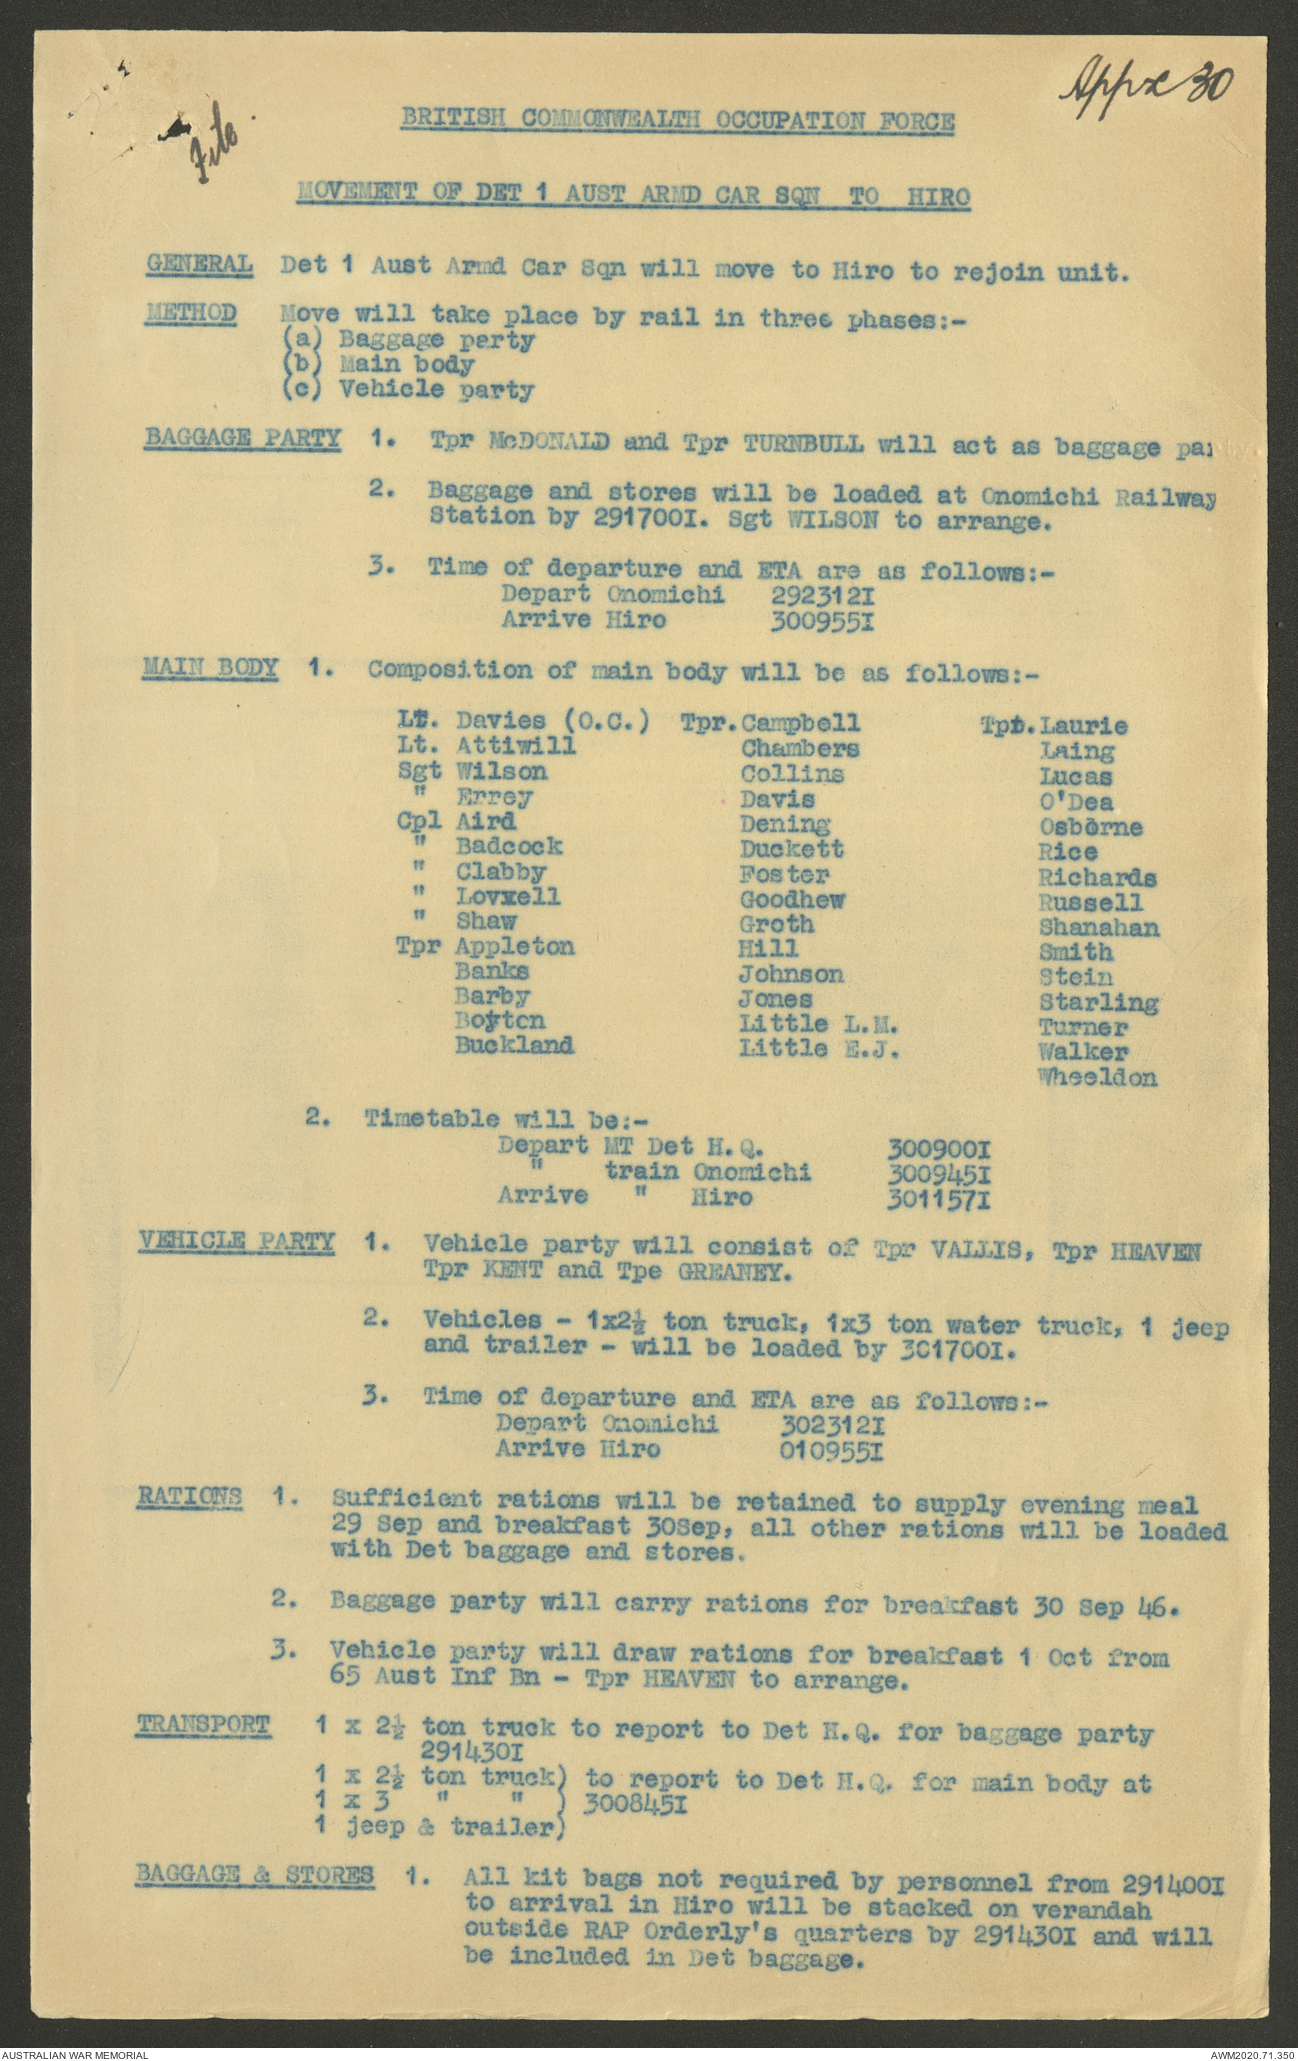 Appx 30
File.
BRITISH COMMONWEALTH OCCUPATION FORCE
MOVEMENT OF DET 1 AUST ARMD CAR SQN TO HIRO
GENERAL Det 1 Aust Armd Car Sqn will move to Hiro to rejoin unit.
METHOD Move will take place by rail in three phases:-
(a) Baggage party
(b) Main body
(c) Vehicle party
BAGGAGE PARTY 1. Tpr McDONALD and Tpr TURNBULL will act as baggage par
2. Baggage and stores will be loaded at Onomichi Railway
Station by 291700I. Sgt WILSON to arrange.
3. Time of departure and ETA are as follows:-
Depart Onomichi 292312I
Arrive Hiro 300955I
MAIN BODY 1. Composition of main body will be as follows:-
Lt. Davies (O.C.) Tpr. Campbell Tpr. Laurie
Lt. Attiwill Chambers Laing
Sgt Wilson Collins Lucas
" Errey Davis O'Dea
Cpl Aird Dening Osborne
" Badcock Duckett Rice
" Clabby Foster Richards
" Lovxell Goodhew Russell
" Shaw Groth Shanahan
Tpr Appleton Hill Smith
Banks Johnson Stein
Barby Jones Starling
Boyton Little L.M. Turner
Buckland Little E.J. Walker
Wheeldon
2. Timetable will be:-
Depart MT Det H.Q. 300900I
" train Onomichi 300945I
Arrive " Hiro 301157I
VEHICLE PARTY 1. Vehicle party will consist of Tpr VALLIS, Tpr HEAVEN
Tpr KENT and Tpe GREANEY.
2. Vehicles - 1x2½ ton truck, 1x3 ton water truck, 1 jeep
and trailer - will be loaded by 301700I.
3. Time of departure and ETA are as follows:-
Depart Onomichi 302312I
Arrive Hiro 010955I
RATIONS 1. Sufficient rations will be retained to supply evening meal
29 Sep and breakfast 30Sep, all other rations will be loaded
with Det baggage and stores.
2. Baggage party will carry rations for breakfast 30 Sep 46.
3. Vehicle party will draw rations for breakfast 1 Oct from
65 Aust Inf Bn - Tpr HEAVEN to arrange.
TRANSPORT 1 x 2½ ton truck to report to Det H.Q. for baggage party
291430I
1 x 2½ ton truck) to report to Det H.Q. for main body at
1 x 3 " " ) 300845I
1 jeep & trailer)
BAGGAGE & STORES 1. All kit bags not required by personnel from 291400I
to arrival in Hiro will be stacked on verandah
outside RAP Orderly's quarters by 291430I and will
be included in Det baggage.
AUSTRALIAN WAR MEMORIAL AWM2020.71.350